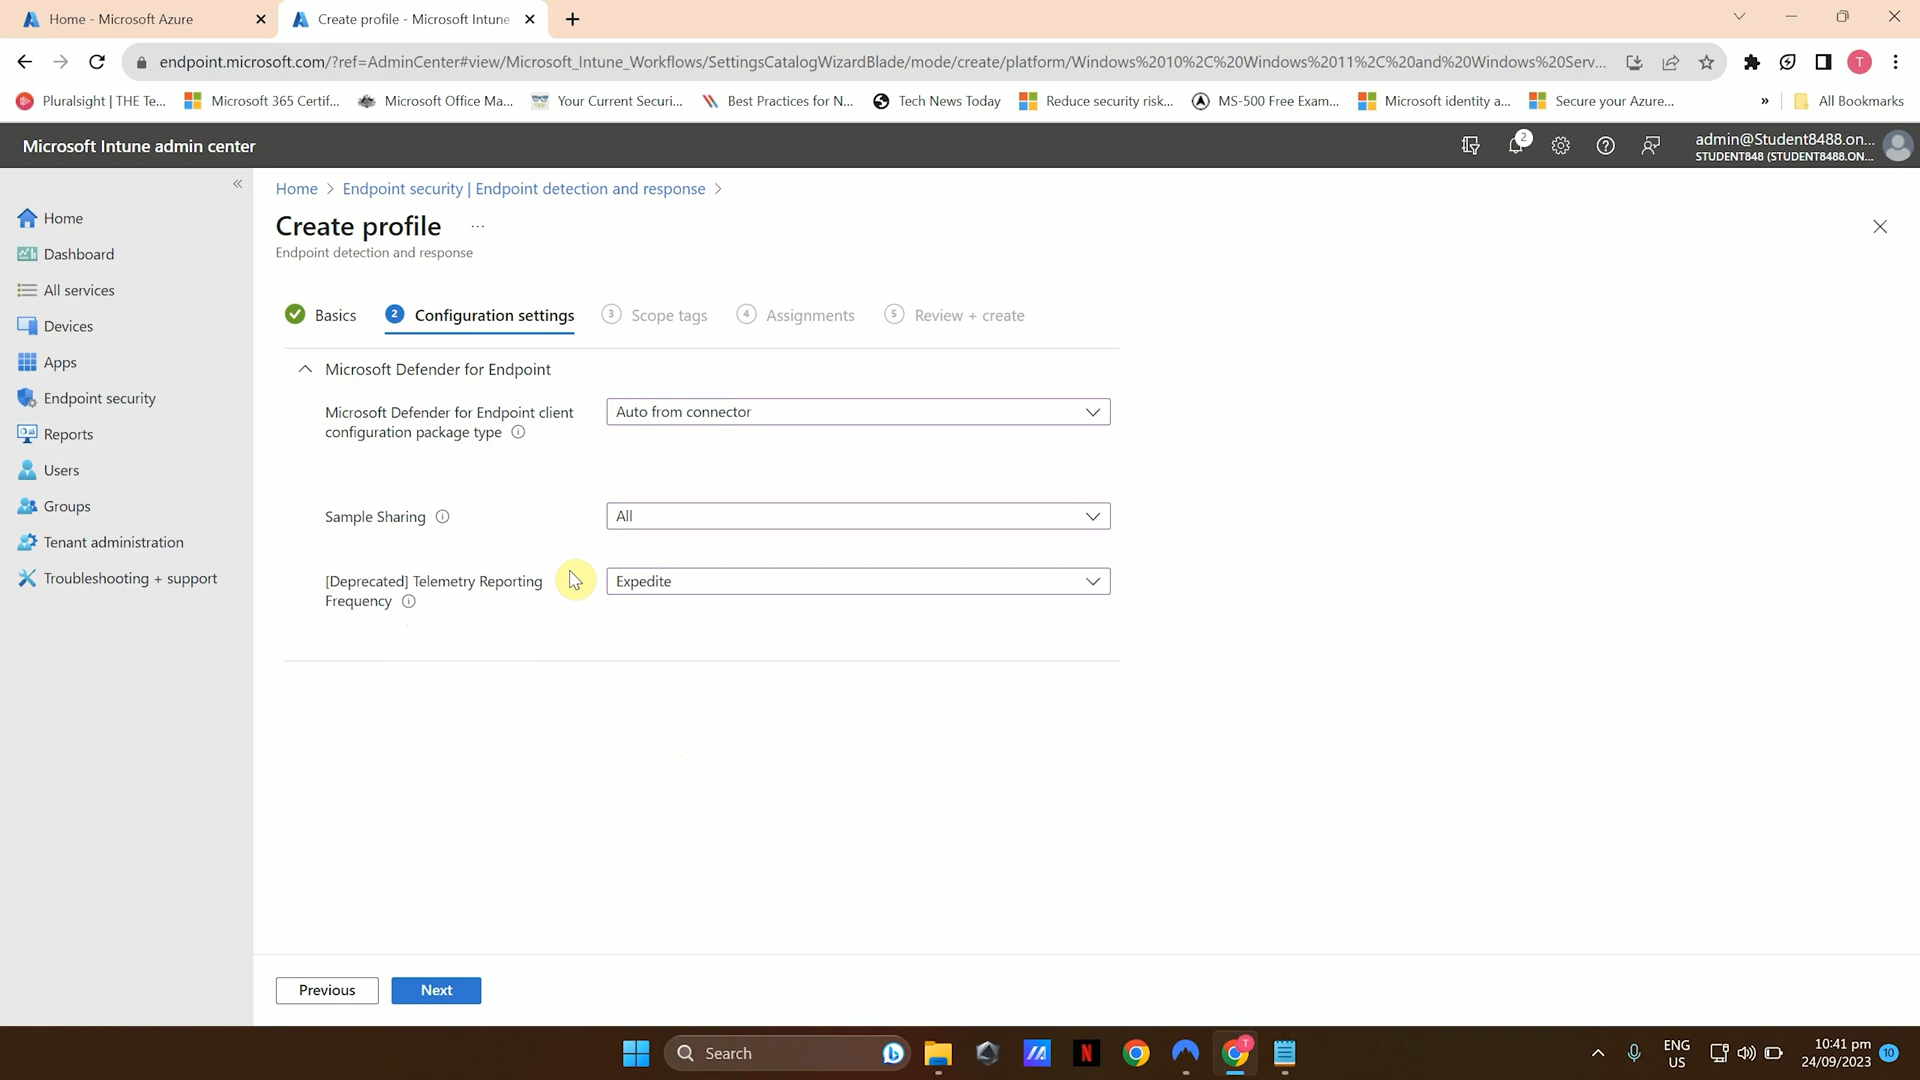 Home - Microsoft Azure
Create profile - Microsoft Intune
endpoint.microsoft.com/?ref=AdminCenter#view/Microsoft_Intune_Workflows/SettingsCatalogWizardBlade/mode/create/platform/Windows%2010%2C%20Windows%2011%2C%20and%20Windows%20Serv...
Pluralsight | THE Te...
Microsoft 365 Certif...
Microsoft Office Ma...
Your Current Securi...
Best Practices for N...
Tech News Today
Reduce security risk...
MS-500 Free Exam...
Microsoft identity a...
Secure your Azure...
»
All Bookmarks
T
Microsoft Intune admin center
2
admin@Student8488.on...
STUDENT848 (STUDENT8488.ON...
Home
Dashboard
All services
Devices
Apps
Endpoint security
Reports
Users
Groups
Tenant administration
Troubleshooting + support
Home > Endpoint security | Endpoint detection and response >
Create profile ...
Endpoint detection and response
Basics
2 Configuration settings
3 Scope tags
4 Assignments
5 Review + create
Microsoft Defender for Endpoint
Microsoft Defender for Endpoint client
configuration package type
Auto from connector
Sample Sharing
All
[Deprecated] Telemetry Reporting
Frequency
Expedite
Previous
Next
Search
N
T
ENG
US
10:41 pm
24/09/2023
10